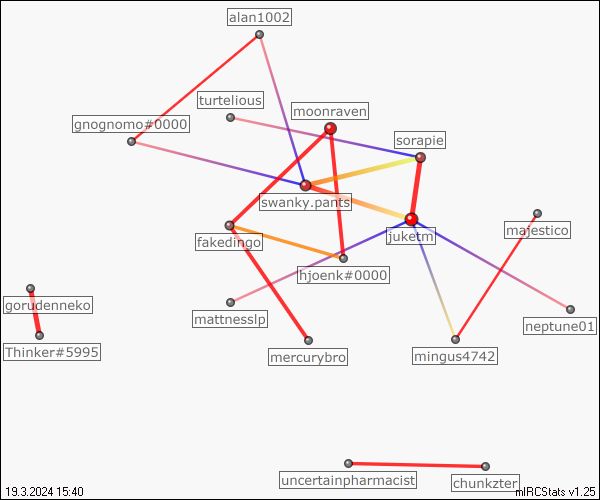 alan1002
turtelious
moonraven
gnognomo#0000
sorapie
swanky.pants
majestico
fakedingo
juketm
hjoenk#0000
gorudenneko
mattnesslp
neptune01
Thinker#5995
mercurybro
mingus4742
uncertainpharmacist
chunkzter
19.3.2024 15:40
mIRCStats v1.25